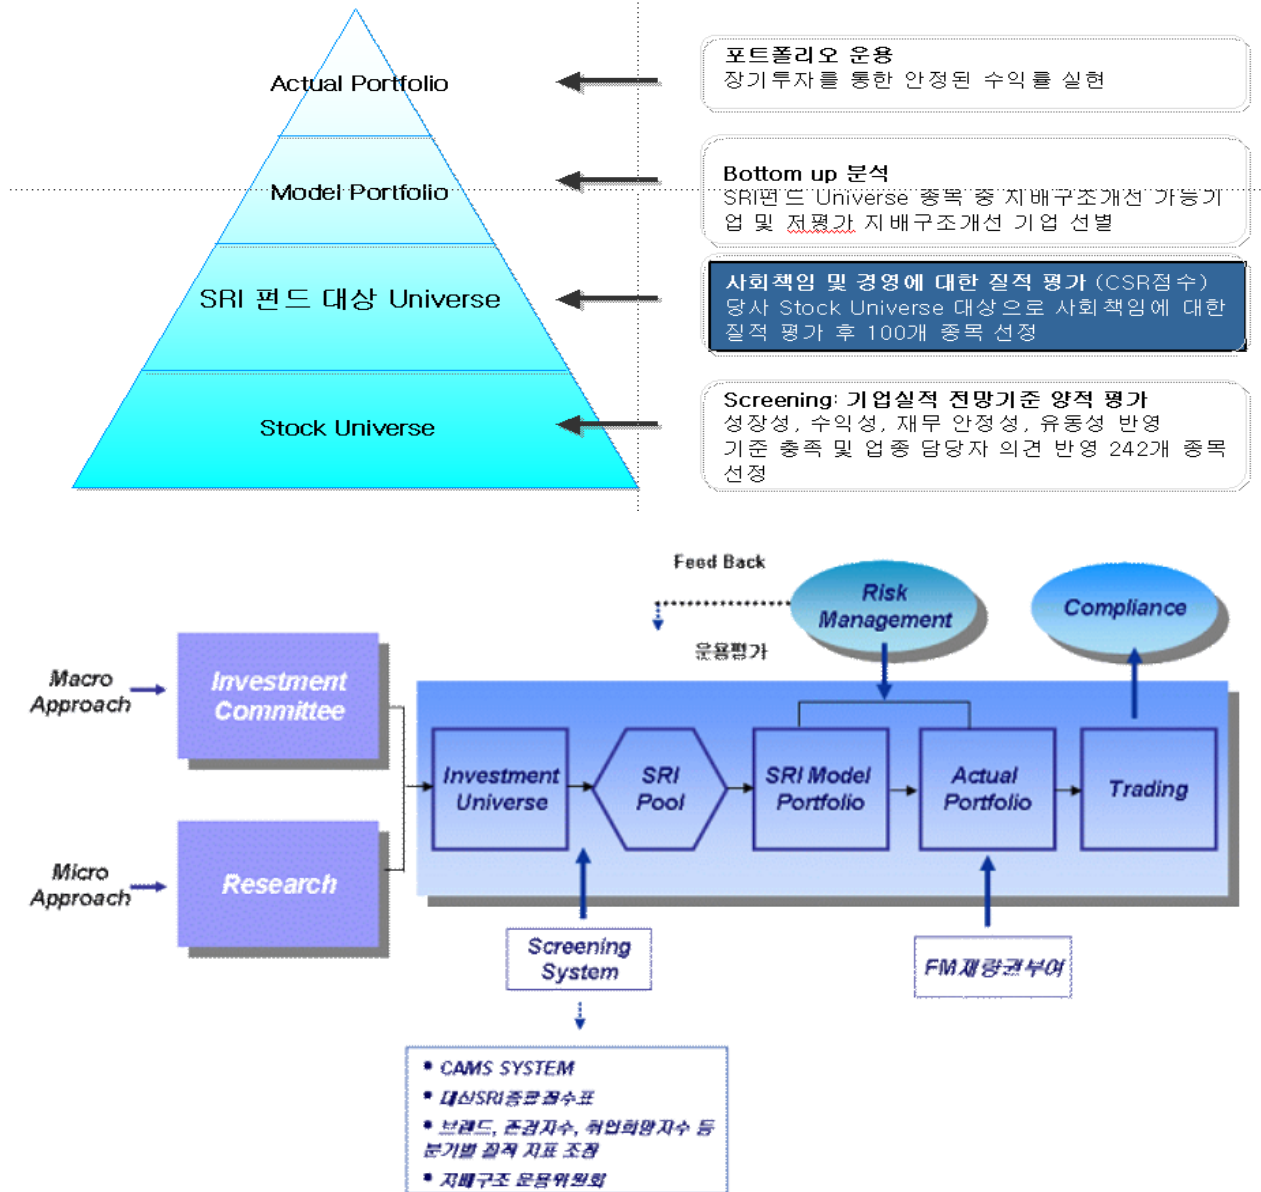 Actual Portfolio
포트폴리오 운용
장기투자를 통한 안정된 수익률 실현
Model Portfolio
Bottom up 분석
SRI펀드 Universe 종목 중 지배구조개선 가능기
업 및 저평가 지배구조개선 기업 선별
SRI 펀드 대상 Universe
사회책임 및 경영에 대한 질적 평가 (CSR점수)
당사 Stock Universe 대상으로 사회책임에 대한
질적 평가 후 100개 종목 선정
Stock Universe
Screening: 기업실적 전망기준 양적 평가
성장성, 수익성, 재무 안정성, 유동성 반영
기준 충족 및 업종 담당자 의견 반영 242개 종목
선정
Feed Back
운용평가
Risk
Management
Compliance
Macro
Approach
Investment
Committee
Micro
Approach
Research
Investment
Universe
SRI
Pool
SRI Model
Portfolio
Actual
Portfolio
Trading
Screening
System
FM재량권부여
• CAMS SYSTEM
• 대신SRI종목점수표
• 브랜드, 존경지수, 취업희망지수 등
분기별 질적 지표 조정
• 지배구조 운용위원회